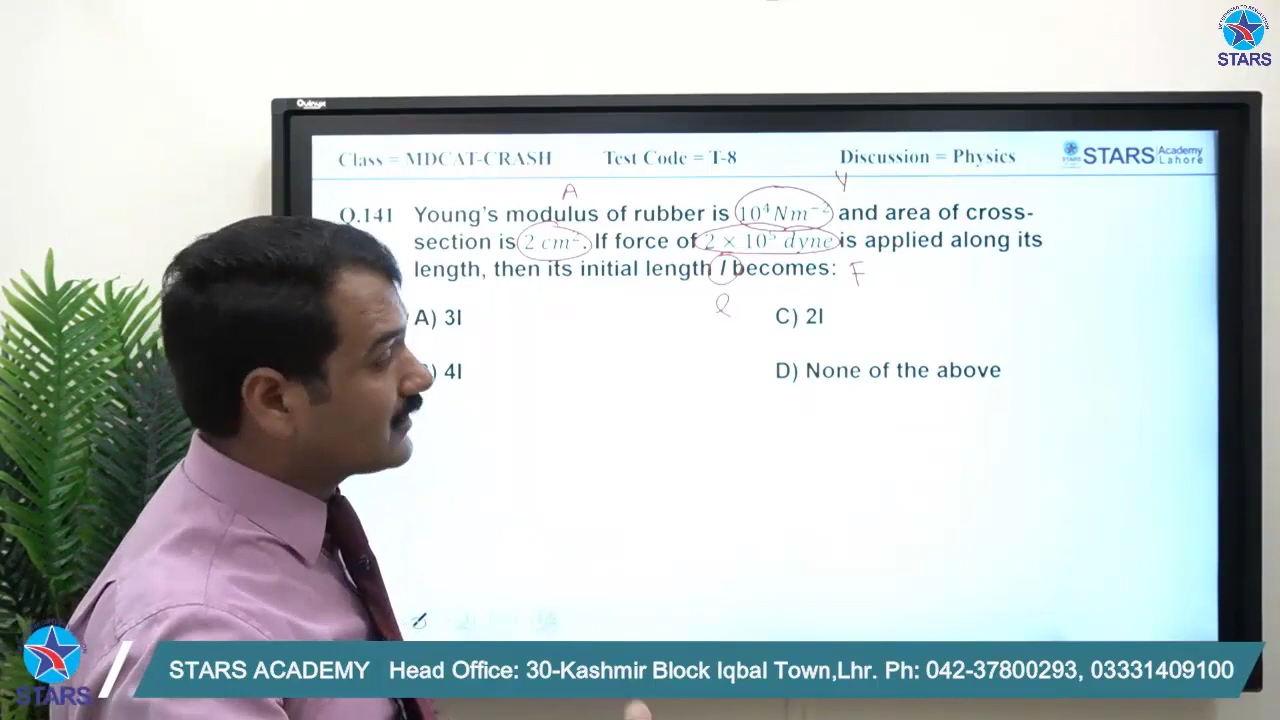 STARS
Quinyx
Class = MDCAT-CRASH Test Code = T-8 Discussion = Physics STARS Academy Lahore
A Y
Q.141 Young's modulus of rubber is 10⁴Nm⁻² and area of cross-
section is 2 cm². If force of 2 × 10⁵ dyne is applied along its
length, then its initial length l becomes: F
l
A) 3l C) 2l
) 4l D) None of the above
STARS ACADEMY Head Office: 30-Kashmir Block Iqbal Town,Lhr. Ph: 042-37800293, 03331409100
STARS